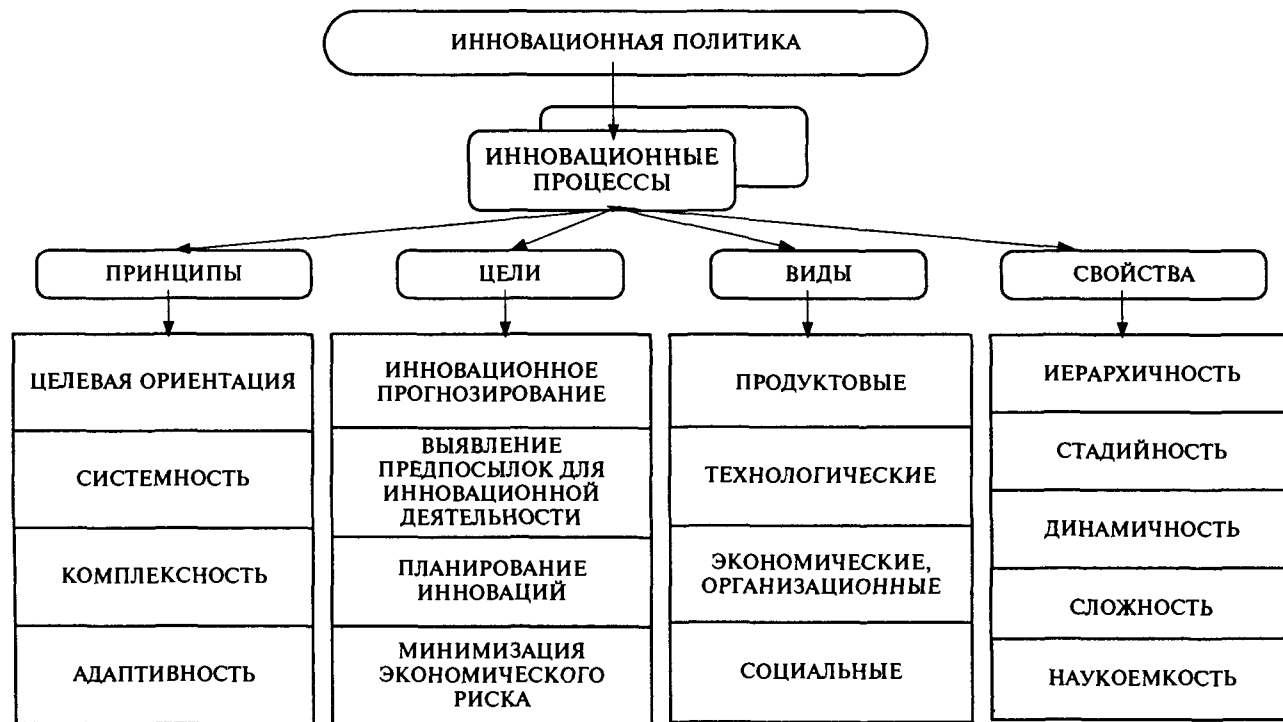 ИННОВАЦИОННАЯ ПОЛИТИКА
ИННОВАЦИОННЫЕ
ПРОЦЕССЫ
ПРИНЦИПЫ
ЦЕЛИ
ВИДЫ
СВОЙСТВА
ЦЕЛЕВАЯ ОРИЕНТАЦИЯ
СИСТЕМНОСТЬ
КОМПЛЕКСНОСТЬ
АДАПТИВНОСТЬ
ИННОВАЦИОННОЕ
ПРОГНОЗИРОВАНИЕ
ВЫЯВЛЕНИЕ
ПРЕДПОСЫЛОК ДЛЯ
ИННОВАЦИОННОЙ
ДЕЯТЕЛЬНОСТИ
ПЛАНИРОВАНИЕ
ИННОВАЦИЙ
МИНИМИЗАЦИЯ
ЭКОНОМИЧЕСКОГО
РИСКА
ПРОДУКТОВЫЕ
ТЕХНОЛОГИЧЕСКИЕ
ЭКОНОМИЧЕСКИЕ,
ОРГАНИЗАЦИОННЫЕ
СОЦИАЛЬНЫЕ
ИЕРАРХИЧНОСТЬ
СТАДИЙНОСТЬ
ДИНАМИЧНОСТЬ
СЛОЖНОСТЬ
НАУКОЕМКОСТЬ